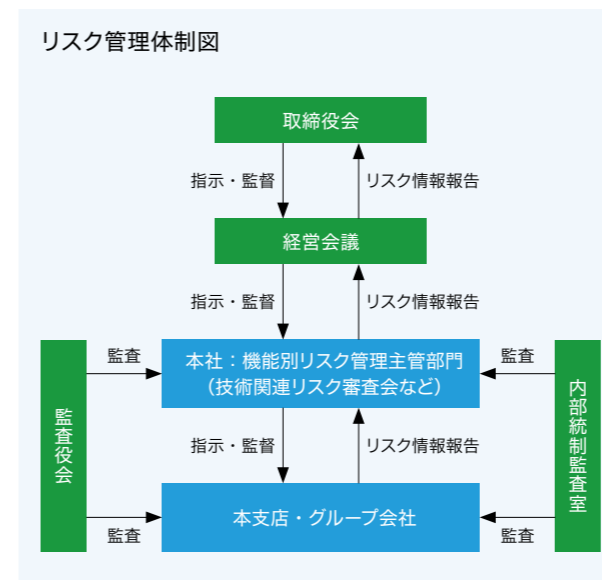 リスク管理体制図
取締役会
指示・監督
リスク情報報告
経営会議
指示・監督
リスク情報報告
監査
本社：機能別リスク管理主管部門
（技術関連リスク審査会など）
監査
監査役会
内部統制監査室
指示・監督
リスク情報報告
監査
本支店・グループ会社
監査